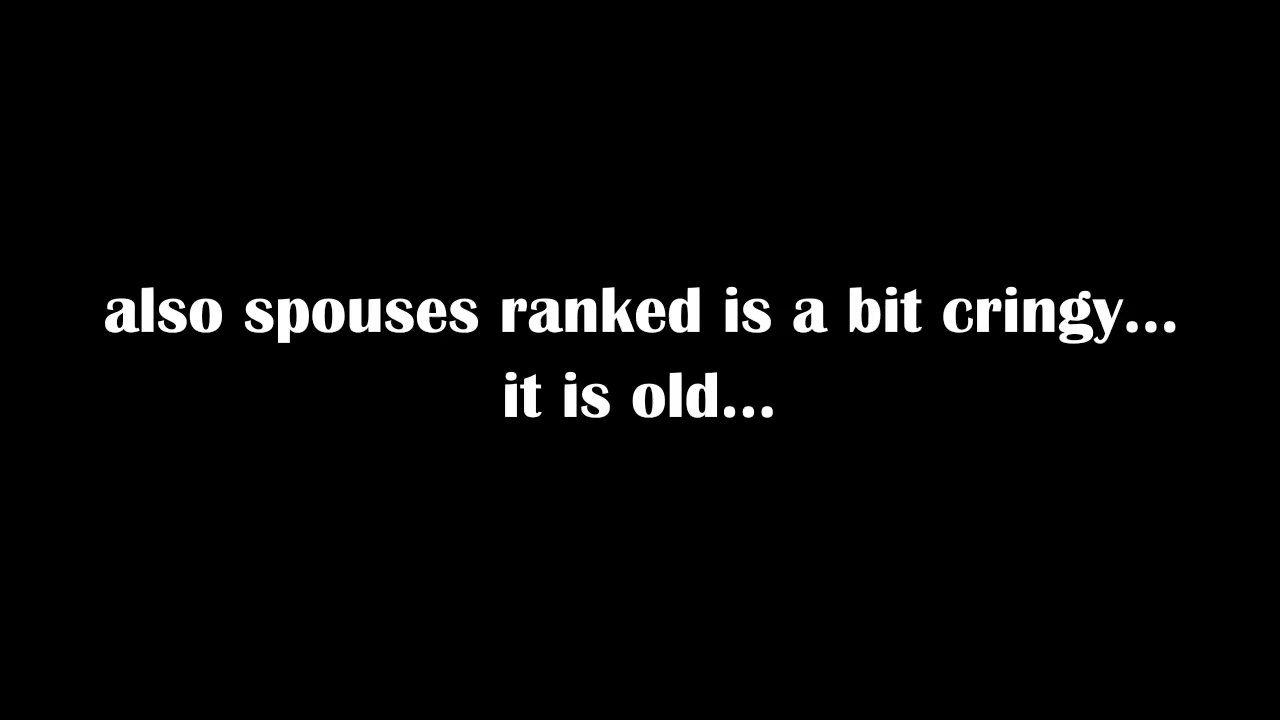 also spouses ranked is a bit cringy...
it is old...